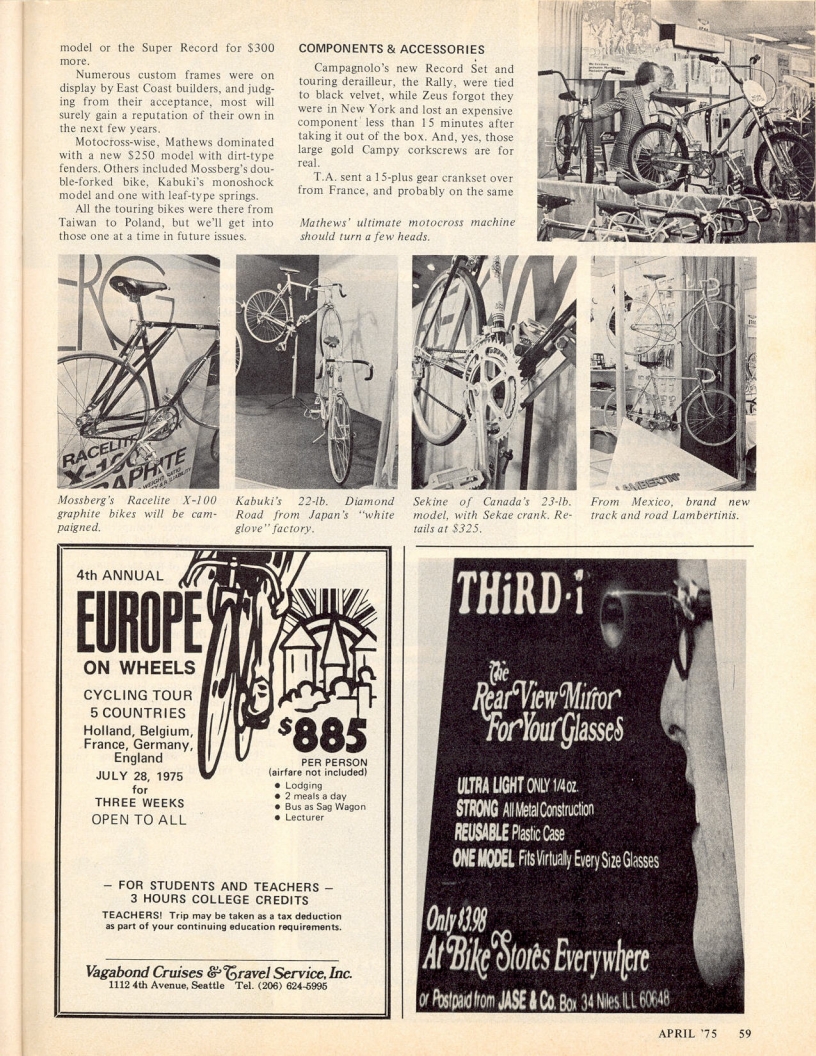 model or the Super Record for $300
more.
Numerous custom frames were on
display by East Coast builders, and judg-
ing from their acceptance, most will
surely gain a reputation of their own in
the next few years.
Motocross-wise, Mathews dominated
with a new $250 model with dirt-type
fenders. Others included Mossberg's dou-
ble-forked bike, Kabuki's monoshock
model and one with leaf-type springs.
All the touring bikes were there from
Taiwan to Poland, but we'll get into
those one at a time in future issues.
COMPONENTS & ACCESSORIES
Campagnolo's new Record Set and
touring derailleur, the Rally, were tied
to black velvet, while Zeus forgot they
were in New York and lost an expensive
component less than 15 minutes after
taking it out of the box. And, yes, those
large gold Campy corkscrews are for
real.
T.A. sent a 15-plus gear crankset over
from France, and probably on the same
Mathews' ultimate motocross machine
should turn a few heads.
ERG
RACELITE TRACK
X-100
GRAPHITE
LAMBERTINI
Mossberg's Racelite X-100
graphite bikes will be cam-
paigned.
Kabuki's 22-lb. Diamond
Road from Japan's "white
glove" factory.
Sekine of Canada's 23-lb.
model, with Sekae crank. Re-
tails at $325.
From Mexico, brand new
track and road Lambertinis.
4th ANNUAL
EUROPE
ON WHEELS
CYCLING TOUR
5 COUNTRIES
Holland, Belgium,
France, Germany,
England
JULY 28, 1975
for
THREE WEEKS
OPEN TO ALL
$885
PER PERSON
(airfare not included)
• Lodging
• 2 meals a day
• Bus as Sag Wagon
• Lecturer
– FOR STUDENTS AND TEACHERS –
3 HOURS COLLEGE CREDITS
TEACHERS! Trip may be taken as a tax deduction
as part of your continuing education requirements.
Vagabond Cruises & Travel Service, Inc.
1112 4th Avenue, Seattle Tel. (206) 624-5995
THiRD-i
The
Rear View Mirror
For Your Glasses
ULTRA LIGHT ONLY 1/4 oz.
STRONG All Metal Construction
REUSABLE Plastic Case
ONE MODEL Fits Virtually Every Size Glasses
Only $3.98
At Bike Stores Everywhere
or Postpaid from JASE & Co. Box 34 Niles ILL 60648
APRIL '75 59